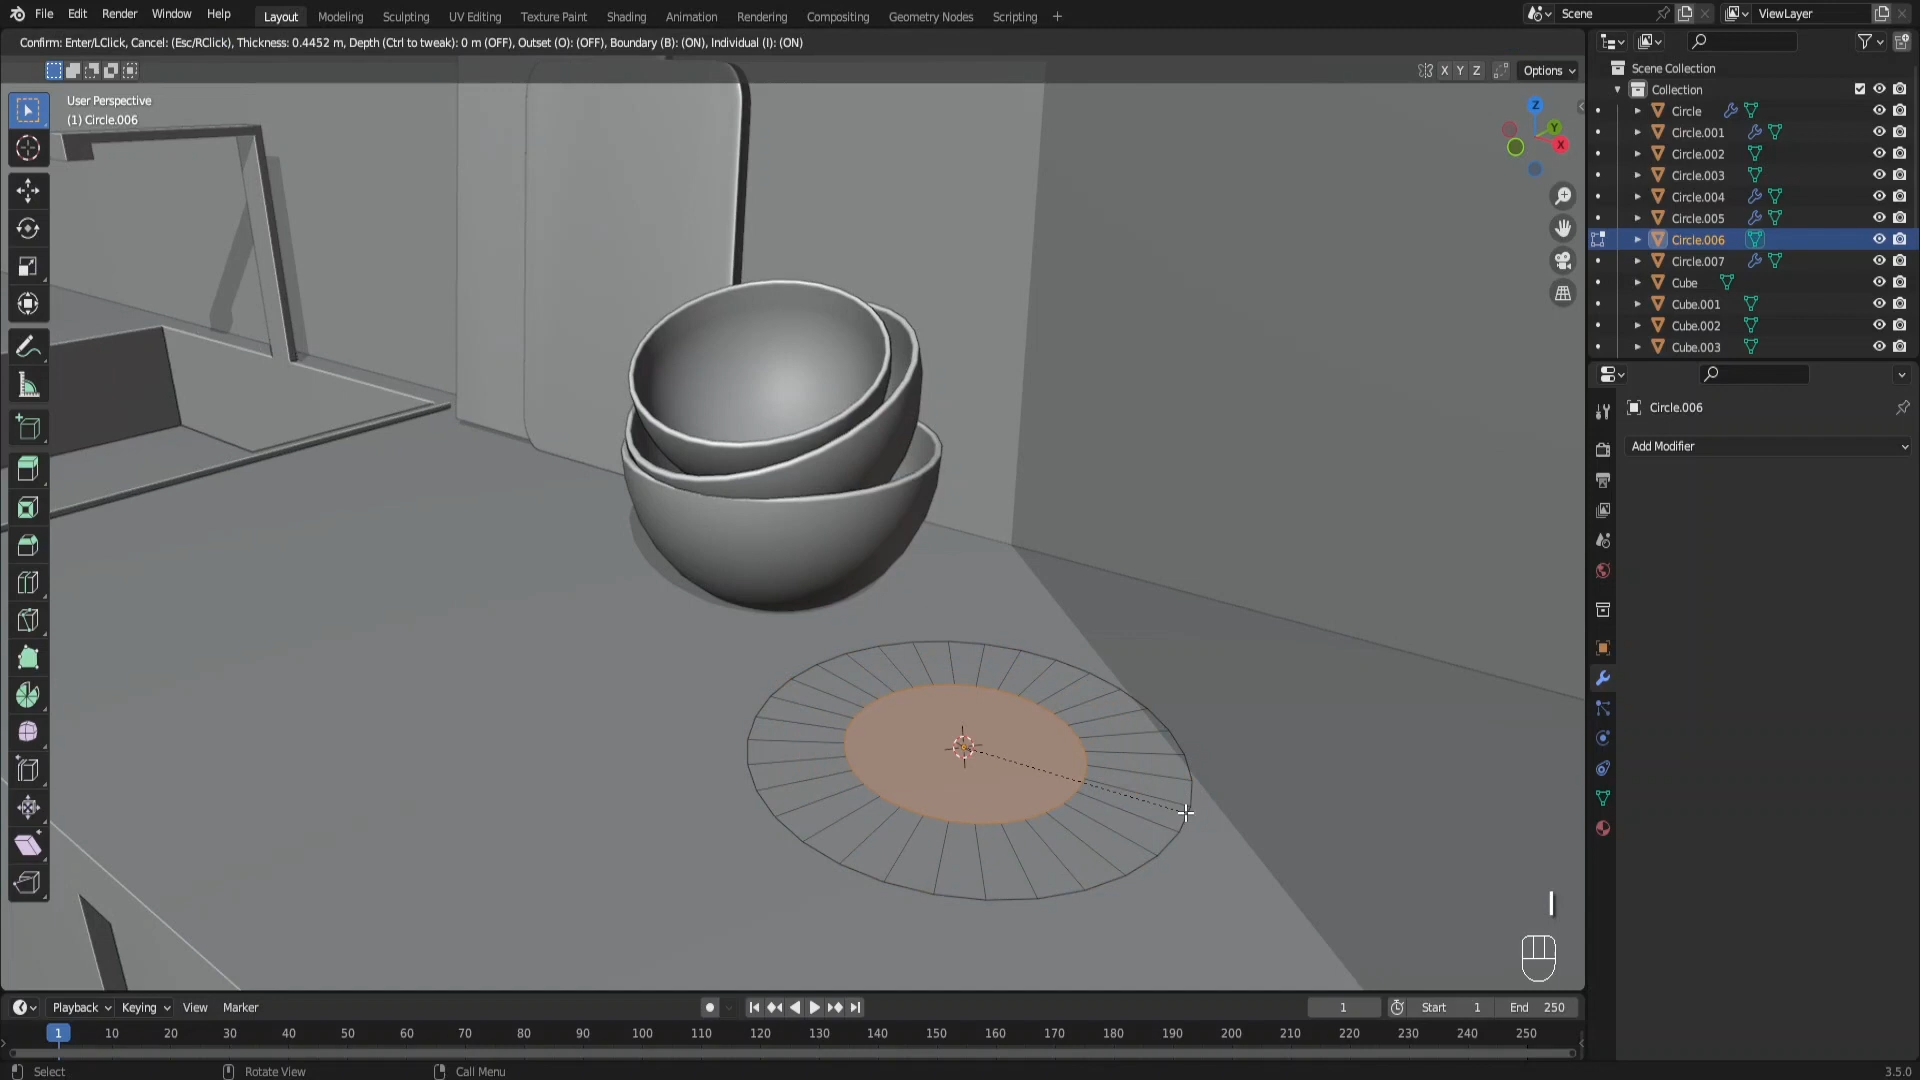 File Edit Render Window Help Layout Modeling Sculpting UV Editing Texture Paint Shading Animation Rendering Compositing Geometry Nodes Scripting + Scene ViewLayer
Confirm: Enter/LClick, Cancel: (Esc/RClick), Thickness: 0.4452 m, Depth (Ctrl to tweak): 0 m (OFF), Outset (O): (OFF), Boundary (B): (ON), Individual (I): (ON)
X Y Z Options
User Perspective
(1) Circle.006
Z
Y
X
Scene Collection
Collection
Circle
Circle.001
Circle.002
Circle.003
Circle.004
Circle.005
Circle.006
Circle.007
Cube
Cube.001
Cube.002
Cube.003
Circle.006
Add Modifier
I
Playback Keying View Marker 1 Start 1 End 250
1 10 20 30 40 50 60 70 80 90 100 110 120 130 140 150 160 170 180 190 200 210 220 230 240 250
Select Rotate View Call Menu 3.5.0